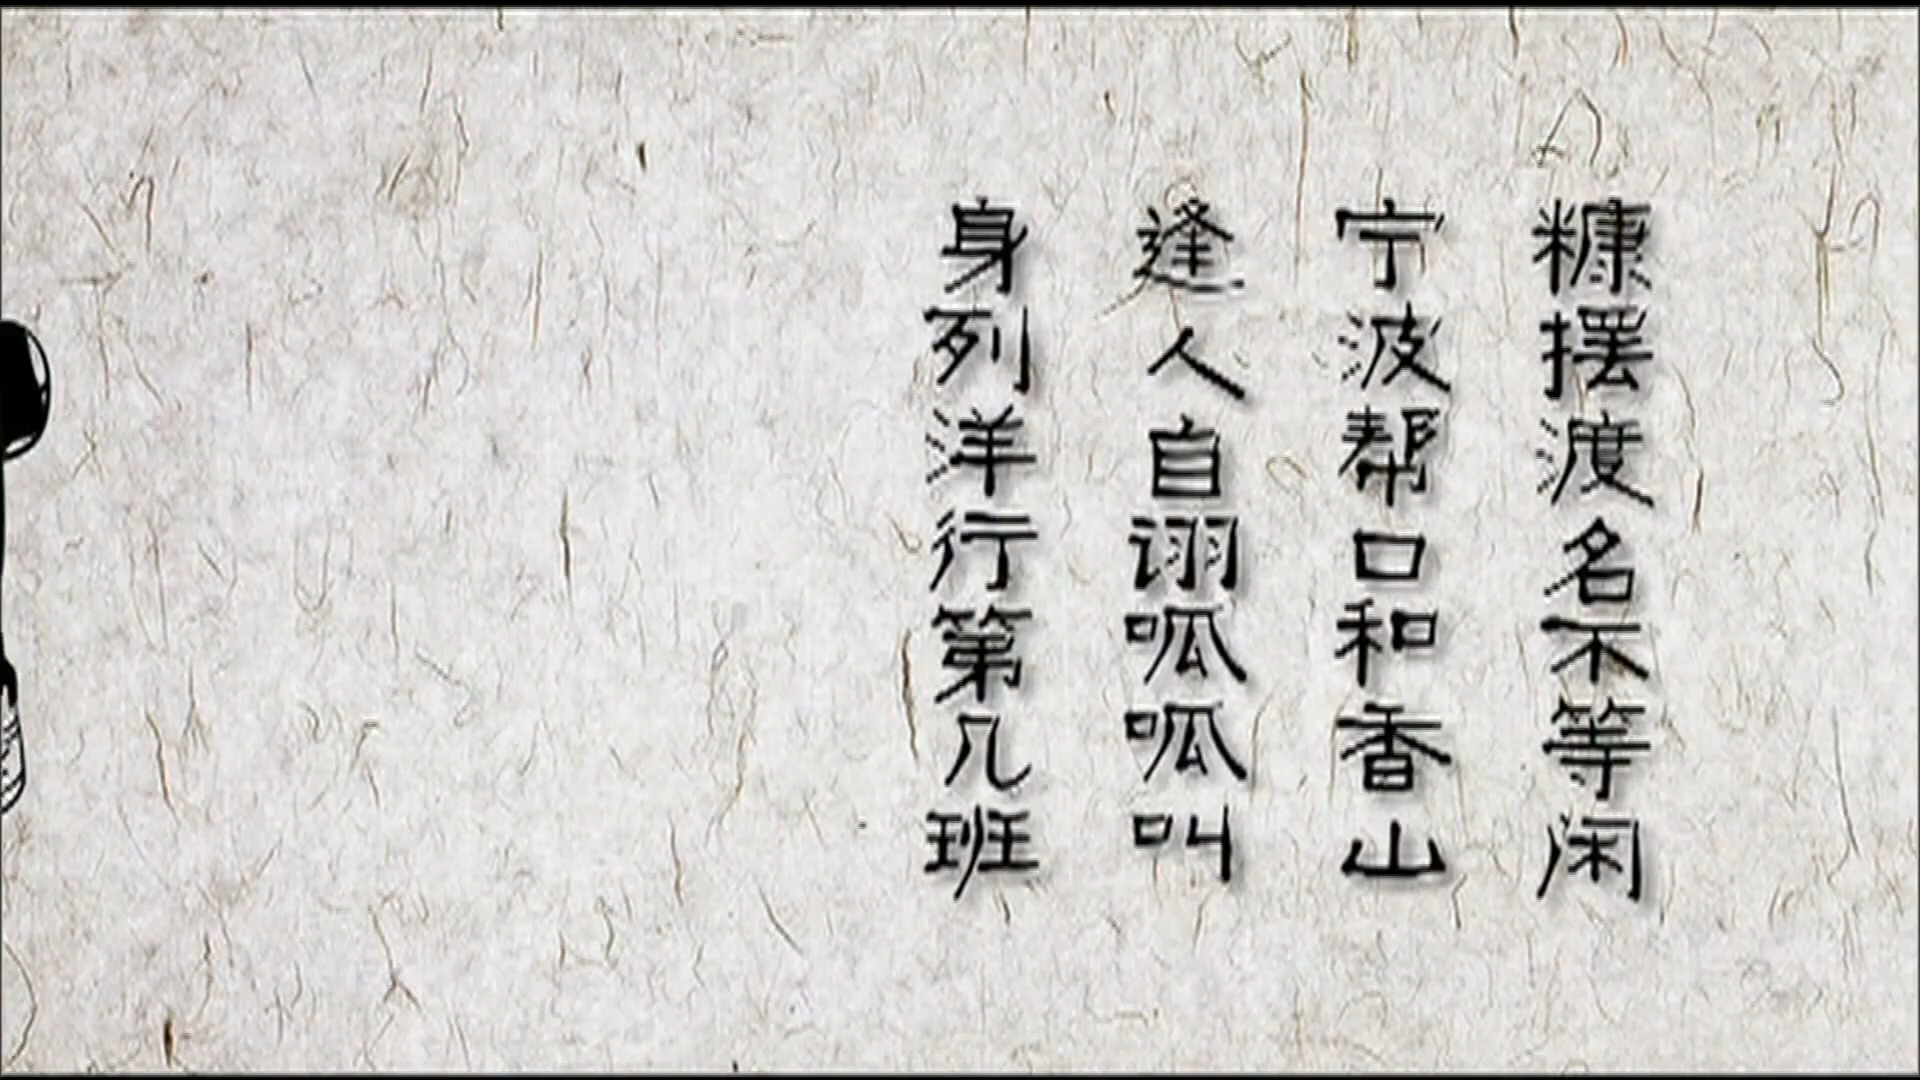 糠摆渡名不等闲
宁波帮口和香山
逢人自诩呱呱叫
身列洋行第几班